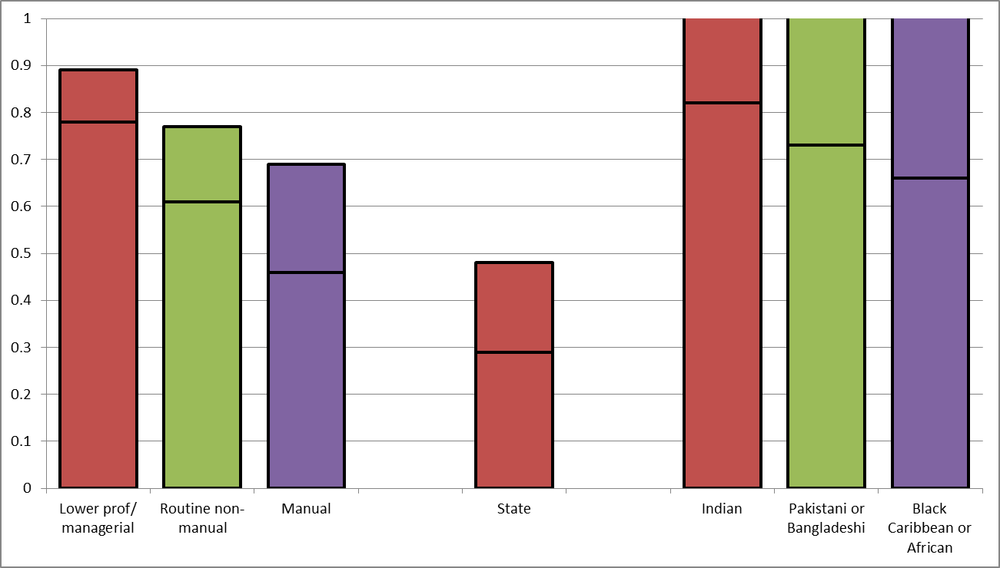 1
0.9
0.8
0.7
0.6
0.5
0.4
0.3
0.2
0.1
0
Lower prof/
managerial
Routine non-
manual
Manual
State
Indian
Pakistani or
Bangladeshi
Black
Caribbean or
African